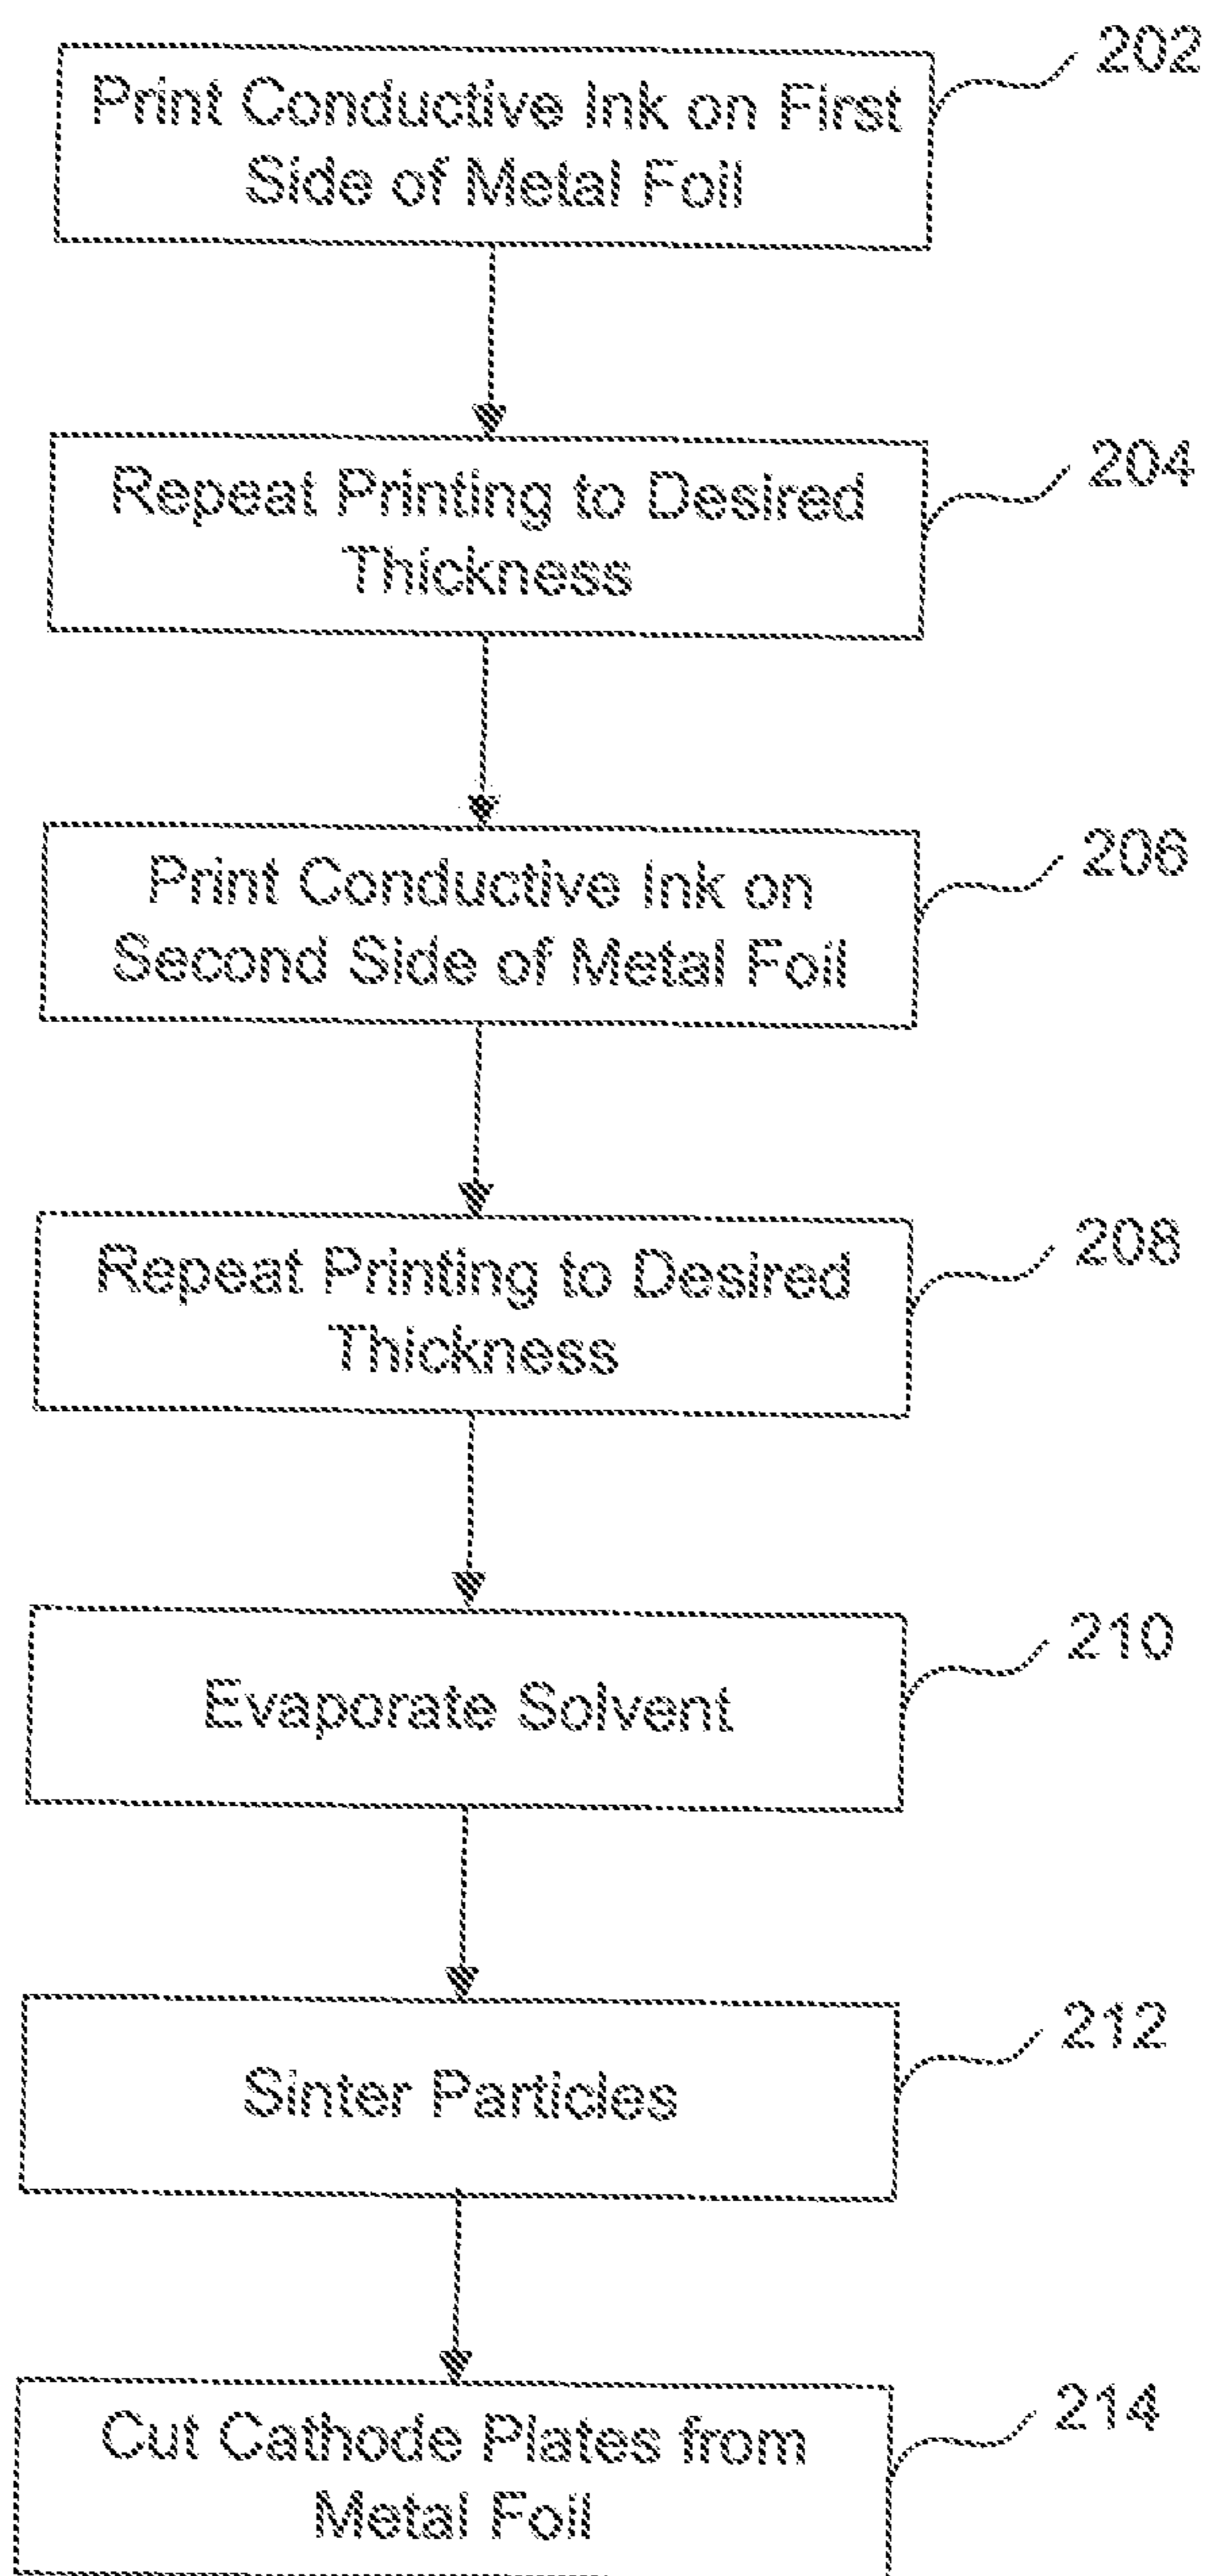 202
Print Conductive Ink on First
Side of Metal Foil
204
Repeat Printing to Desired
Thickness
206
Print Conductive Ink on
Second Side of Metal Foil
208
Repeat Printing to Desired
Thickness
210
Evaporate Solvent
212
Sinter Particles
214
Cut Cathode Plates from
Metal Foil